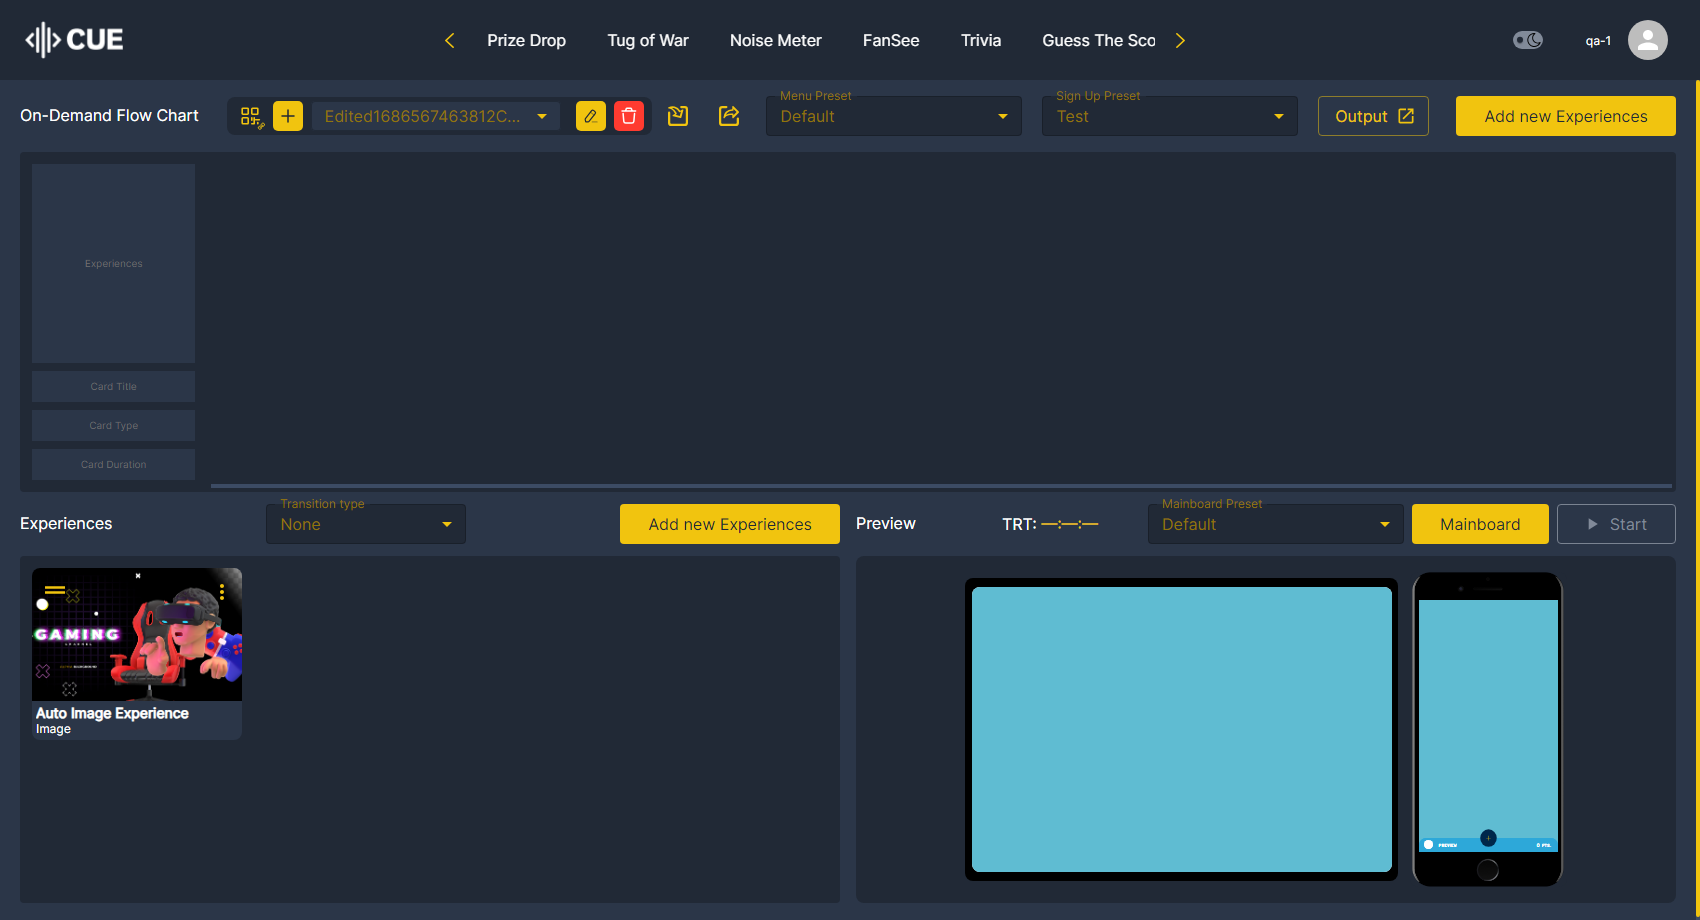 CUE
Prize Drop
Tug of War
Noise Meter
FanSee
Trivia
Guess The Sco
qa-1
On-Demand Flow Chart
Edited1686567463812C...
Menu Preset
Default
Sign Up Preset
Test
Output
Add new Experiences
Experiences
Card Title
Card Type
Card Duration
Experiences
Transition type
None
Add new Experiences
Preview
TRT: —:—:—
Mainboard Preset
Default
Mainboard
Start
GAMING
Auto Image Experience
Image
PREVIEW
0 PTS.